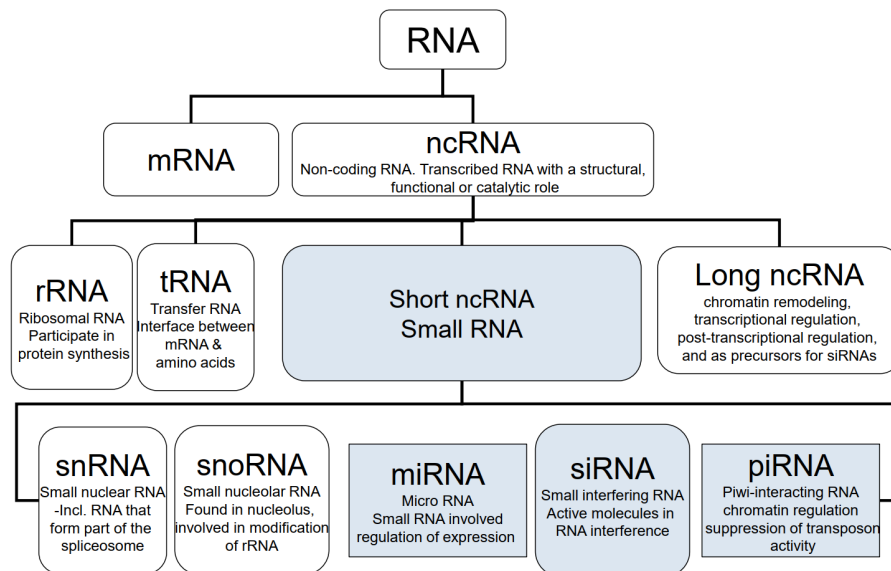 RNA
mRNA
ncRNA
Non-coding RNA. Transcribed RNA with a structural,
functional or catalytic role
rRNA
Ribosomal RNA
Participate in
protein synthesis
tRNA
Transfer RNA
Interface between
mRNA &
amino acids
Short ncRNA
Small RNA
Long ncRNA
chromatin remodeling,
transcriptional regulation,
post-transcriptional regulation,
and as precursors for siRNAs
snRNA
Small nuclear RNA
-Incl. RNA that
form part of the
spliceosome
snoRNA
Small nucleolar RNA
Found in nucleolus,
involved in modification
of rRNA
miRNA
Micro RNA
Small RNA involved
regulation of expression
siRNA
Small interfering RNA
Active molecules in
RNA interference
piRNA
Piwi-interacting RNA
chromatin regulation
suppression of transposon
activity